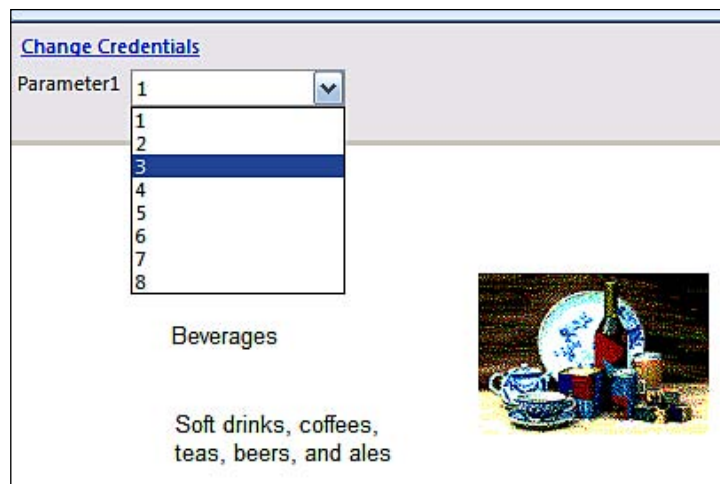 Change Credentials
Parameter1 1
1
2
3
4
5
6
7
8
Beverages
Soft drinks, coffees,
teas, beers, and ales